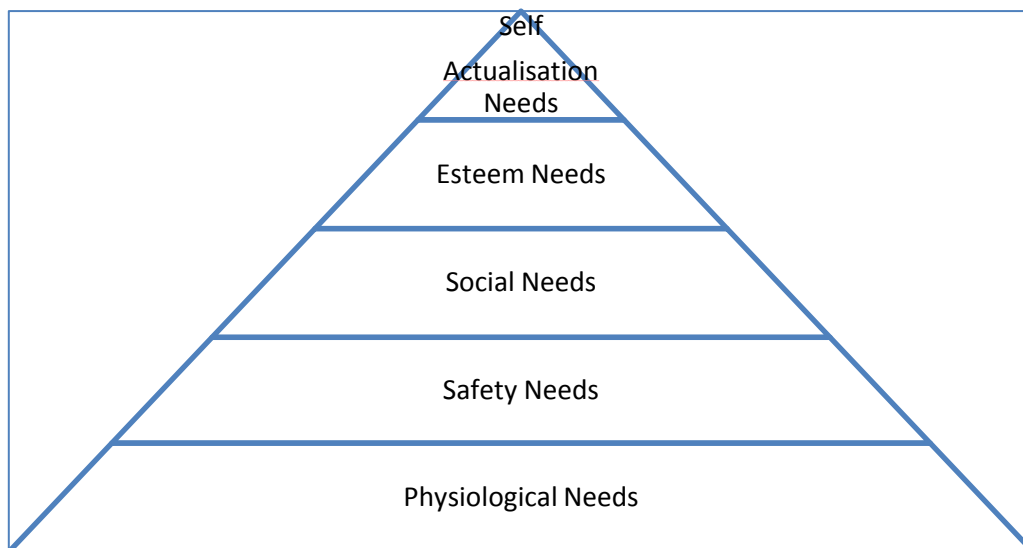 Self
Actualisation
Needs
Esteem Needs
Social Needs
Safety Needs
Physiological Needs